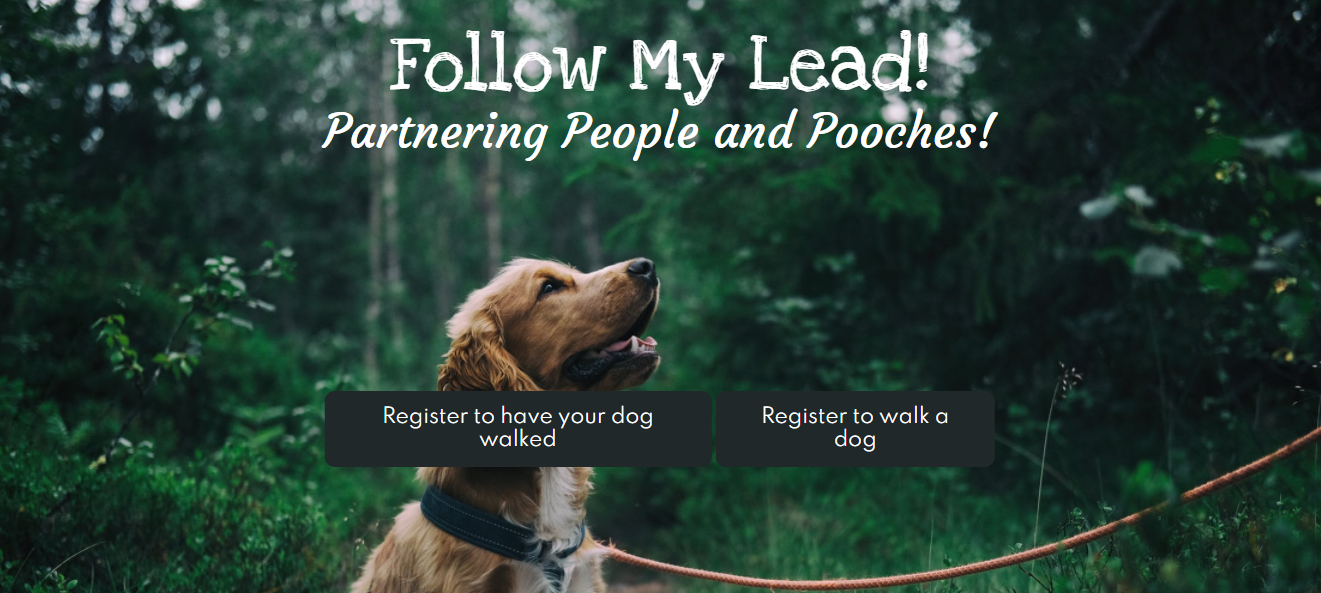 Follow My Lead!
Partnering People and Pooches!
Register to have your dog
walked
Register to walk a
dog